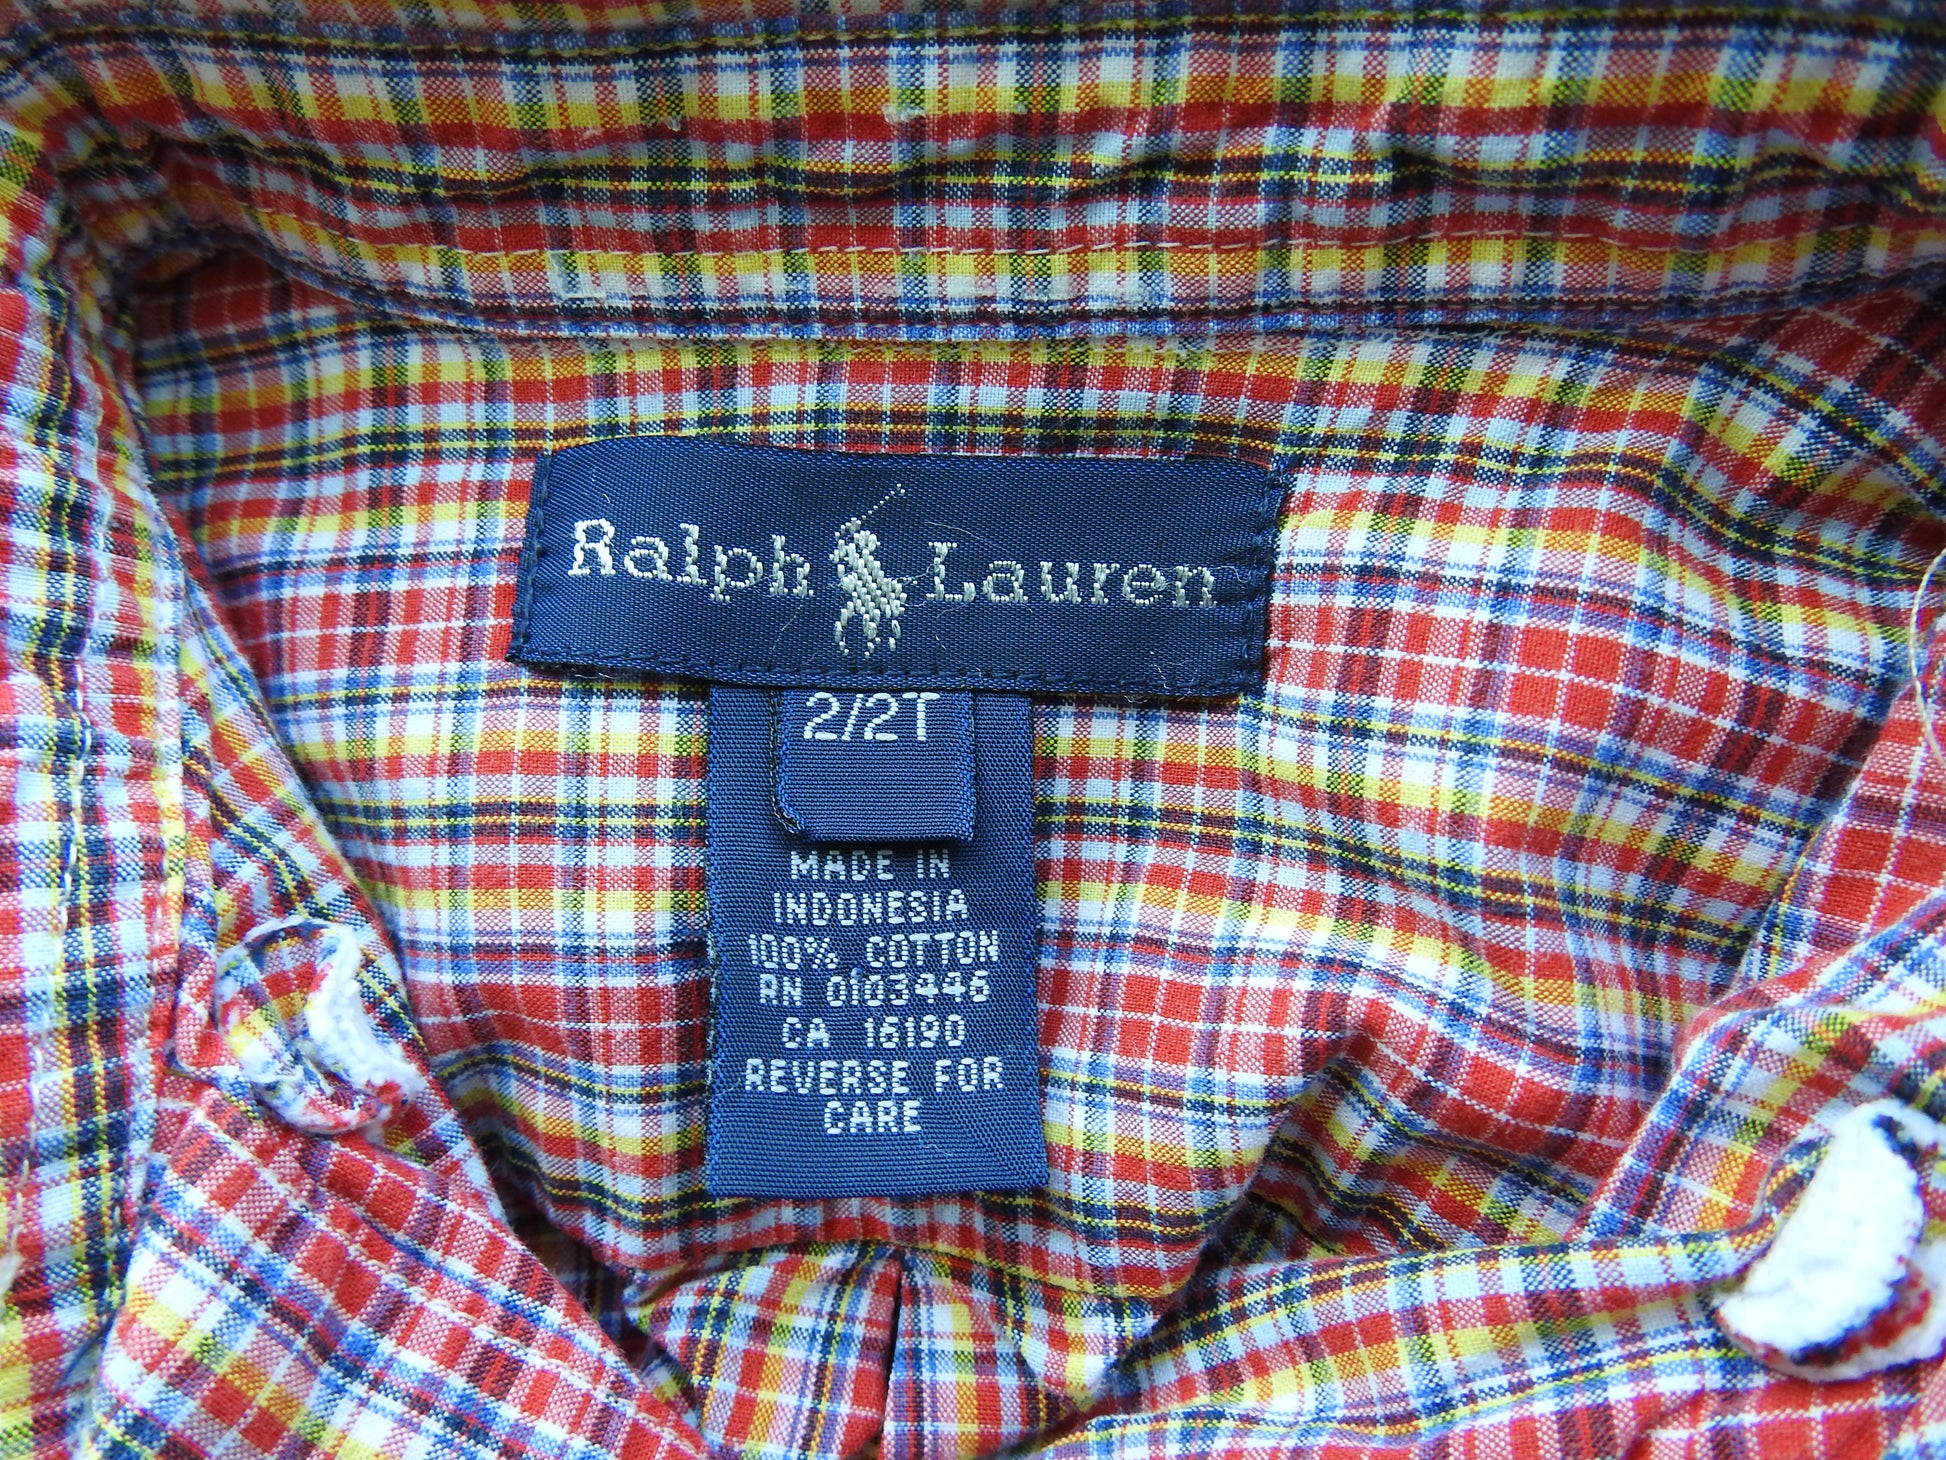 Ralph Lauren
2/2T
MADE IN
INDONESIA
100% COTTON
RN 0103446
CA 16190
REVERSE FOR
CARE